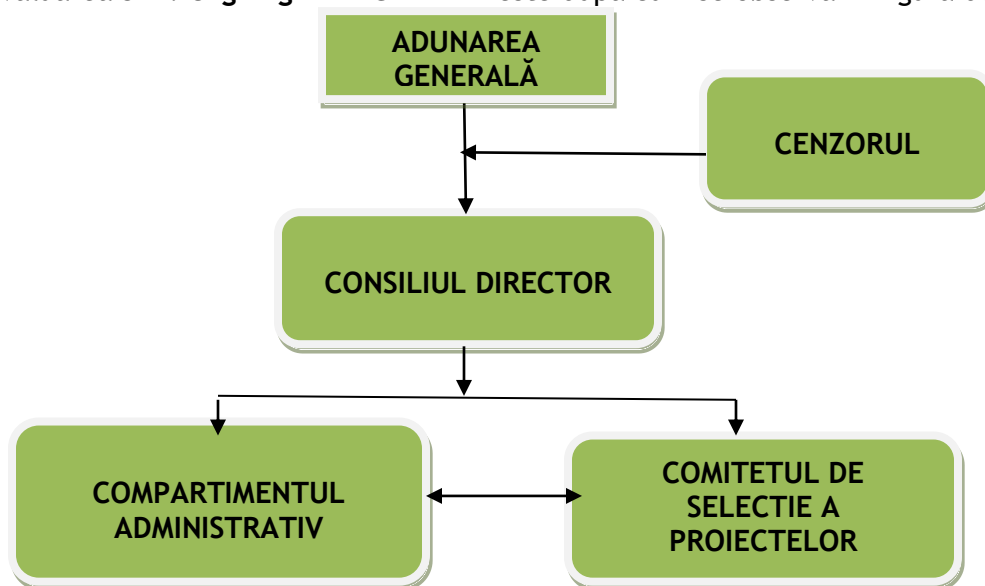 ADUNAREA
GENERALĂ
CENZORUL
CONSILIUL DIRECTOR
COMPARTIMENTUL
ADMINISTRATIV
COMITETUL DE
SELECTIE A
PROIECTELOR